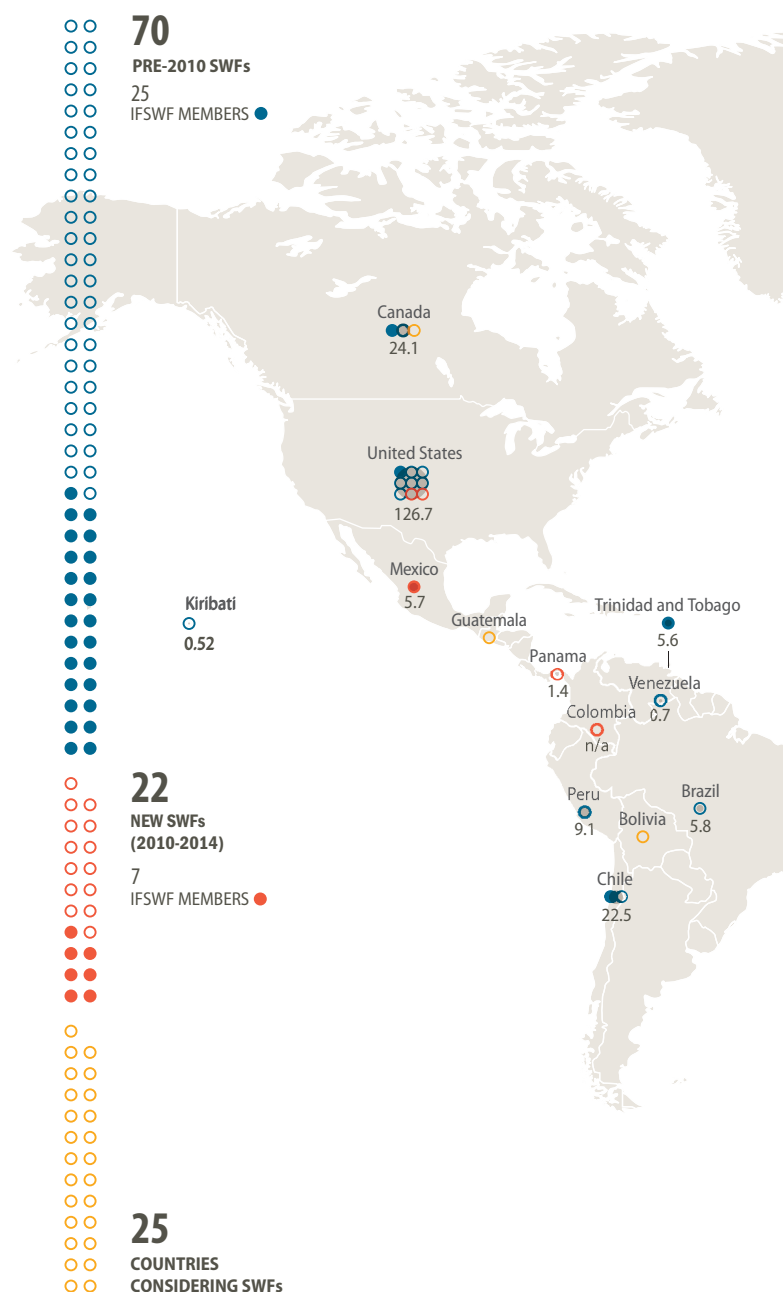 70
PRE-2010 SWFs
25
IFSWF MEMBERS
Canada
24.1
United States
126.7
Mexico
5.7
Kiribati
0.52
Guatemala
Trinidad and Tobago
5.6
Panama
1.4
Venezuela
0.7
Colombia
n/a
22
NEW SWFs
(2010-2014)
7
IFSWF MEMBERS
Peru
9.1
Brazil
5.8
Bolivia
Chile
22.5
25
COUNTRIES
CONSIDERING SWFs